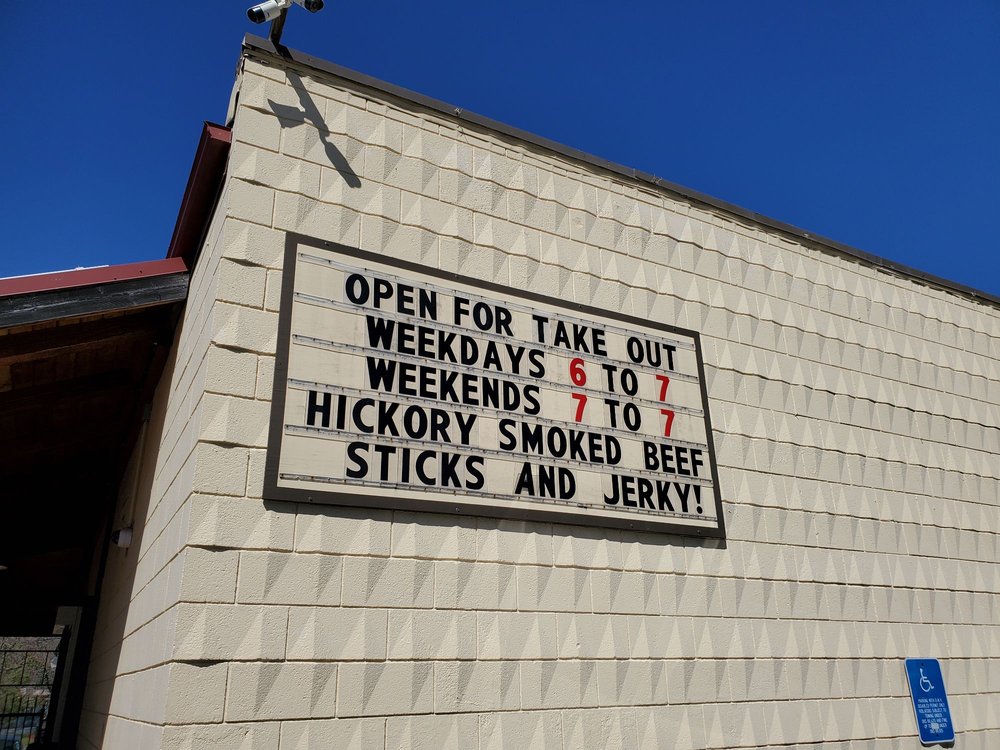 OPEN FOR TAKE OUT
WEEKDAYS 6 TO 7
WEEKENDS 7 TO 7
HICKORY SMOKED BEEF
STICKS AND JERKY!